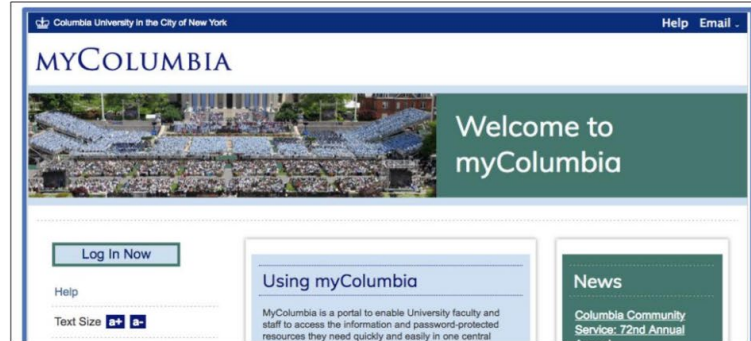 Columbia University in the City of New York
Help Email
MYCOLUMBIA
Welcome to
myColumbia
Log In Now
Help
Text Size a+ a-
Using myColumbia
MyColumbia is a portal to enable University faculty and
staff to access the information and password-protected
resources they need quickly and easily in one central
News
Columbia Community
Service: 72nd Annual